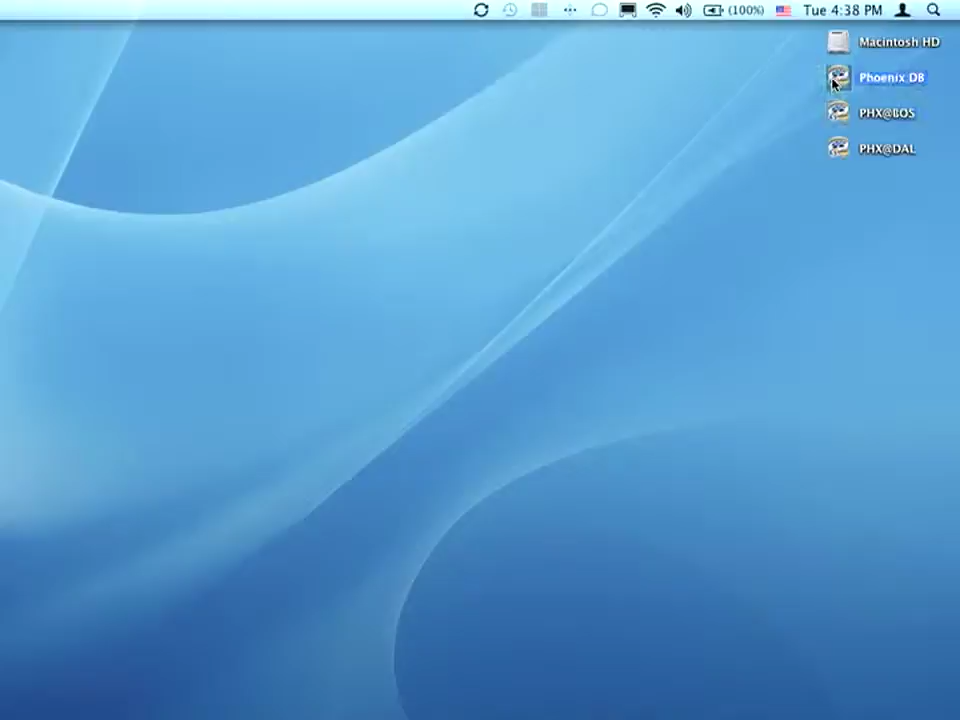 (100%) Tue 4:38 PM
Macintosh HD
Phoenix DB
PHX@BOS
PHX@DAL